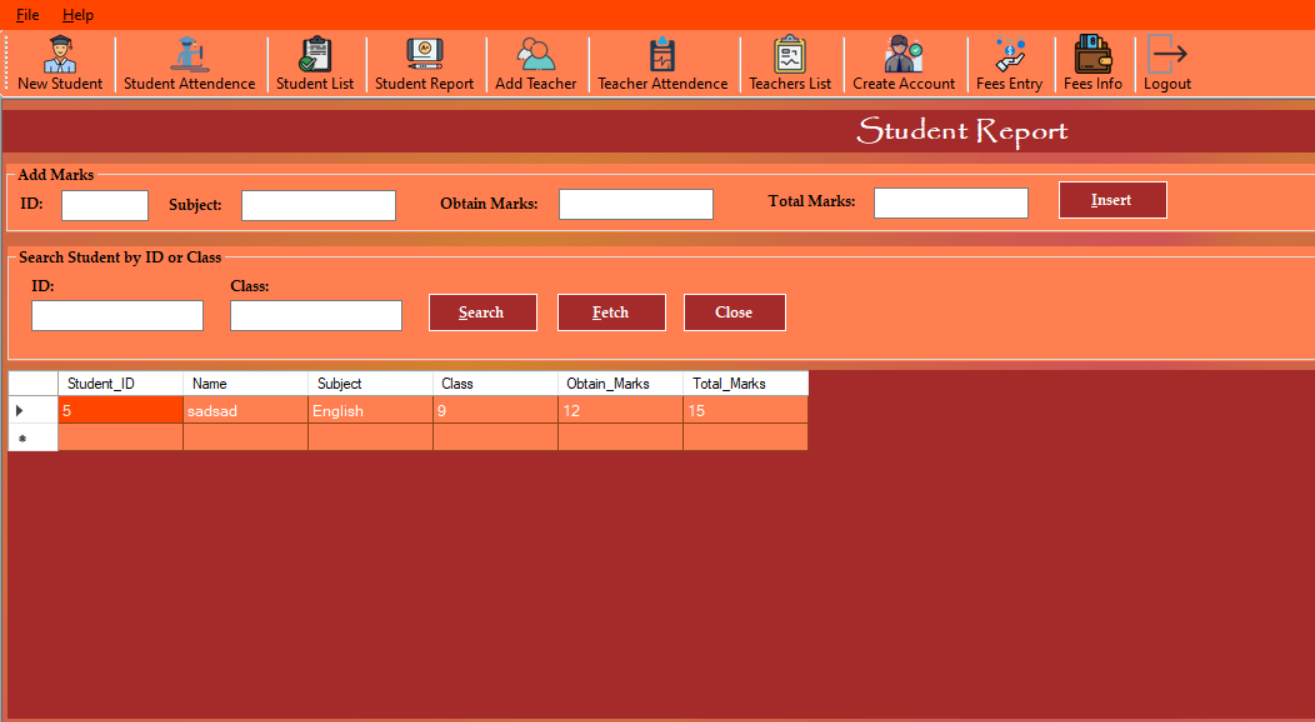 File Help
New Student Student Attendence Student List Student Report Add Teacher Teacher Attendence Teachers List Create Account Fees Entry Fees Info Logout
Student Report
Add Marks
ID: Subject: Obtain Marks: Total Marks: Insert
Search Student by ID or Class
ID: Class:
Search Fetch Close
Student_ID Name Subject Class Obtain_Marks Total_Marks
5 sadsad English 9 12 15